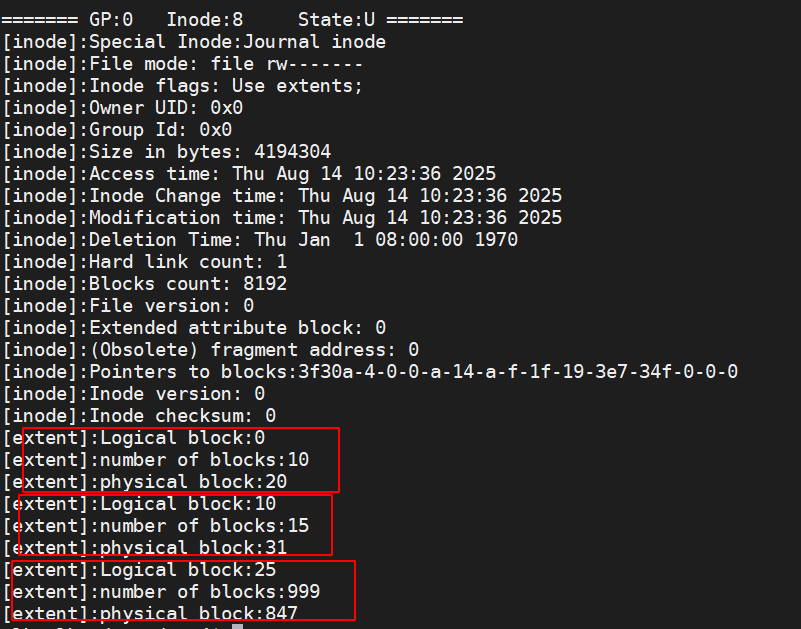 ======= GP:0   Inode:8     State:U =======
[inode]:Special Inode:Journal inode
[inode]:File mode: file rw-------
[inode]:Inode flags: Use extents;
[inode]:Owner UID: 0x0
[inode]:Group Id: 0x0
[inode]:Size in bytes: 4194304
[inode]:Access time: Thu Aug 14 10:23:36 2025
[inode]:Inode Change time: Thu Aug 14 10:23:36 2025
[inode]:Modification time: Thu Aug 14 10:23:36 2025
[inode]:Deletion Time: Thu Jan  1 08:00:00 1970
[inode]:Hard link count: 1
[inode]:Blocks count: 8192
[inode]:File version: 0
[inode]:Extended attribute block: 0
[inode]:(Obsolete) fragment address: 0
[inode]:Pointers to blocks:3f30a-4-0-0-a-14-a-f-1f-19-3e7-34f-0-0-0
[inode]:Inode version: 0
[inode]:Inode checksum: 0
[extent]:Logical block:0
[extent]:number of blocks:10
[extent]:physical block:20
[extent]:Logical block:10
[extent]:number of blocks:15
[extent]:physical block:31
[extent]:Logical block:25
[extent]:number of blocks:999
[extent]:physical block:847